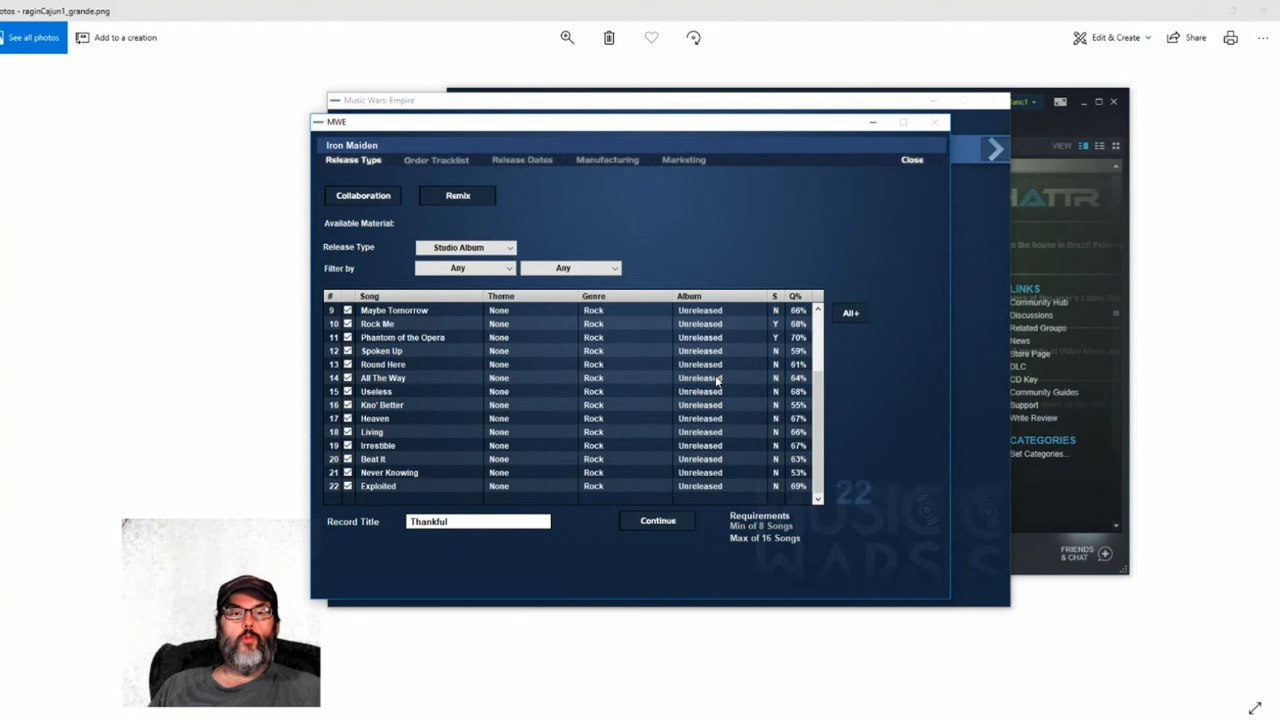 otos - raginCajun1_grande.png
See all photos
Add to a creation
Edit & Create
Share
Music Wars: Empire
MWE
Iron Maiden
Release Type Order Tracklist Release Dates Manufacturing Marketing Close
Collaboration Remix
Available Material:
Release Type Studio Album
Filter by Any Any
# Song Theme Genre Album S Q%
9 Maybe Tomorrow None Rock Unreleased N 66%
10 Rock Me None Rock Unreleased Y 68%
11 Phantom of the Opera None Rock Unreleased Y 70%
12 Spoken Up None Rock Unreleased N 59%
13 Round Here None Rock Unreleased N 61%
14 All The Way None Rock Unreleased N 64%
15 Useless None Rock Unreleased N 68%
16 Kno' Better None Rock Unreleased N 55%
17 Heaven None Rock Unreleased N 67%
18 Living None Rock Unreleased N 66%
19 Irrestible None Rock Unreleased N 67%
20 Beat It None Rock Unreleased N 63%
21 Never Knowing None Rock Unreleased N 53%
22 Exploited None Rock Unreleased N 69%
All+
22
MUSIC
WARS
Record Title Thankful
Continue
Requirements
Min of 8 Songs
Max of 16 Songs
VIEW
HATTR
m the house in Brazil
LINKS
Community Hub
Discussions
Related Groups
News
Store Page
DLC
CD Key
Community Guides
Support
Write Review
CATEGORIES
Set Categories...
FRIENDS
& CHAT